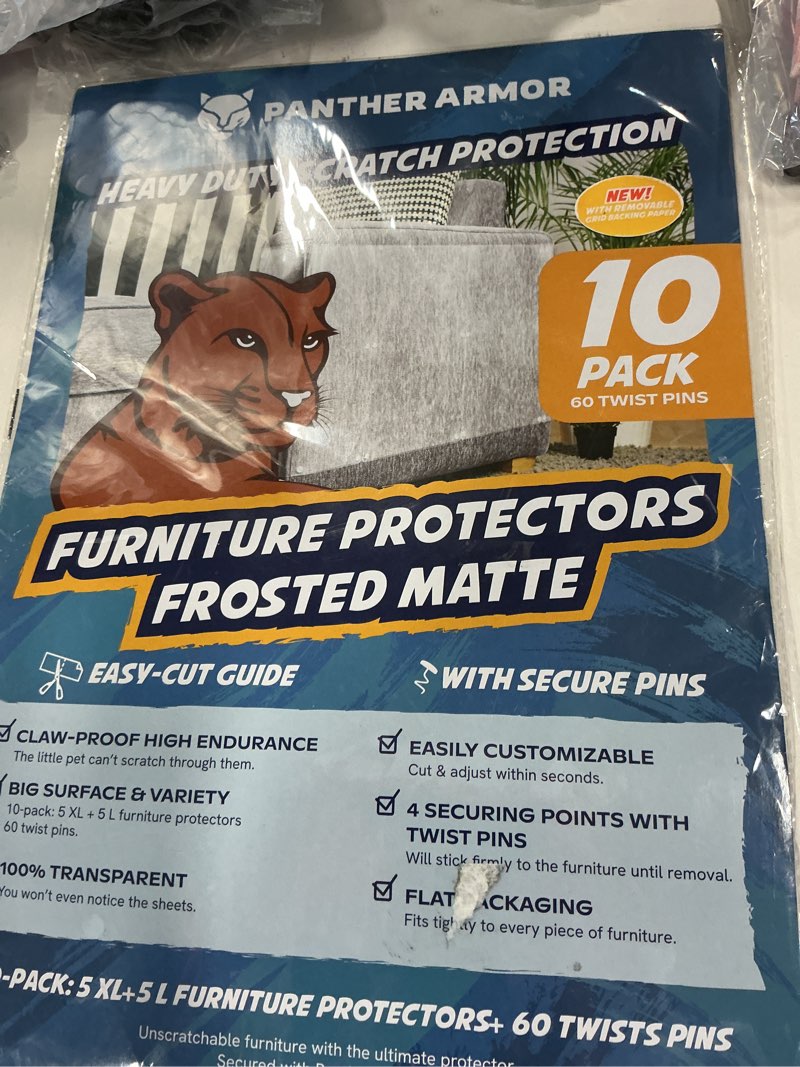 PANTHER ARMOR
HEAVY DUTY SCRATCH PROTECTION
NEW!
WITH REMOVABLE
GRID BACKING PAPER
10
PACK
60 TWIST PINS
FURNITURE PROTECTORS
FROSTED MATTE
EASY-CUT GUIDE
WITH SECURE PINS
CLAW-PROOF HIGH ENDURANCE
The little pet can't scratch through them.
BIG SURFACE & VARIETY
10-pack: 5 XL + 5 L furniture protectors
60 twist pins.
100% TRANSPARENT
You won't even notice the sheets.
EASILY CUSTOMIZABLE
Cut & adjust within seconds.
4 SECURING POINTS WITH
TWIST PINS
Will stick firmly to the furniture until removal.
FLAT PACKAGING
Fits tightly to every piece of furniture.
-PACK: 5 XL+5 L FURNITURE PROTECTORS+ 60 TWISTS PINS
Unscratchable furniture with the ultimate protector
Secured with